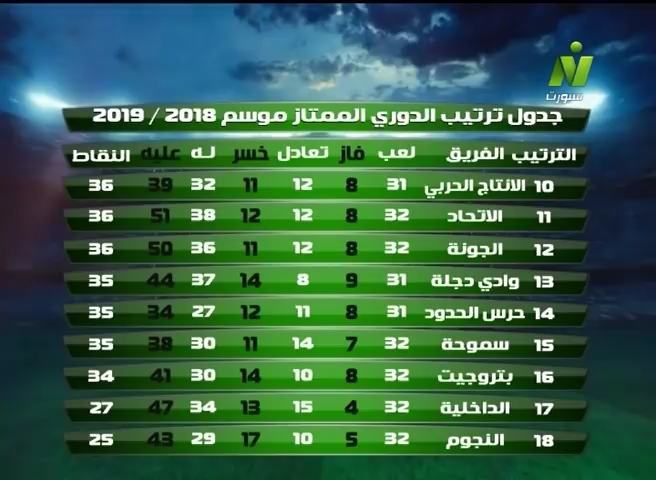 سبورت
جدول ترتيب الدوري الممتاز موسم 2018 / 2019
الترتيب الفريق لعب فاز تعادل خسر لـه عليه النقاط
10 الانتاج الحربي 31 8 12 11 32 39 36
11 الاتحاد 32 8 12 12 38 51 36
12 الجونة 32 8 12 11 36 50 36
13 وادي دجلة 31 9 8 14 37 44 35
14 حرس الحدود 31 8 11 12 27 34 35
15 سموحة 32 7 14 11 30 38 35
16 بتروجيت 32 8 10 14 30 41 34
17 الداخلية 32 4 15 13 34 47 27
18 النجوم 32 5 10 17 29 43 25